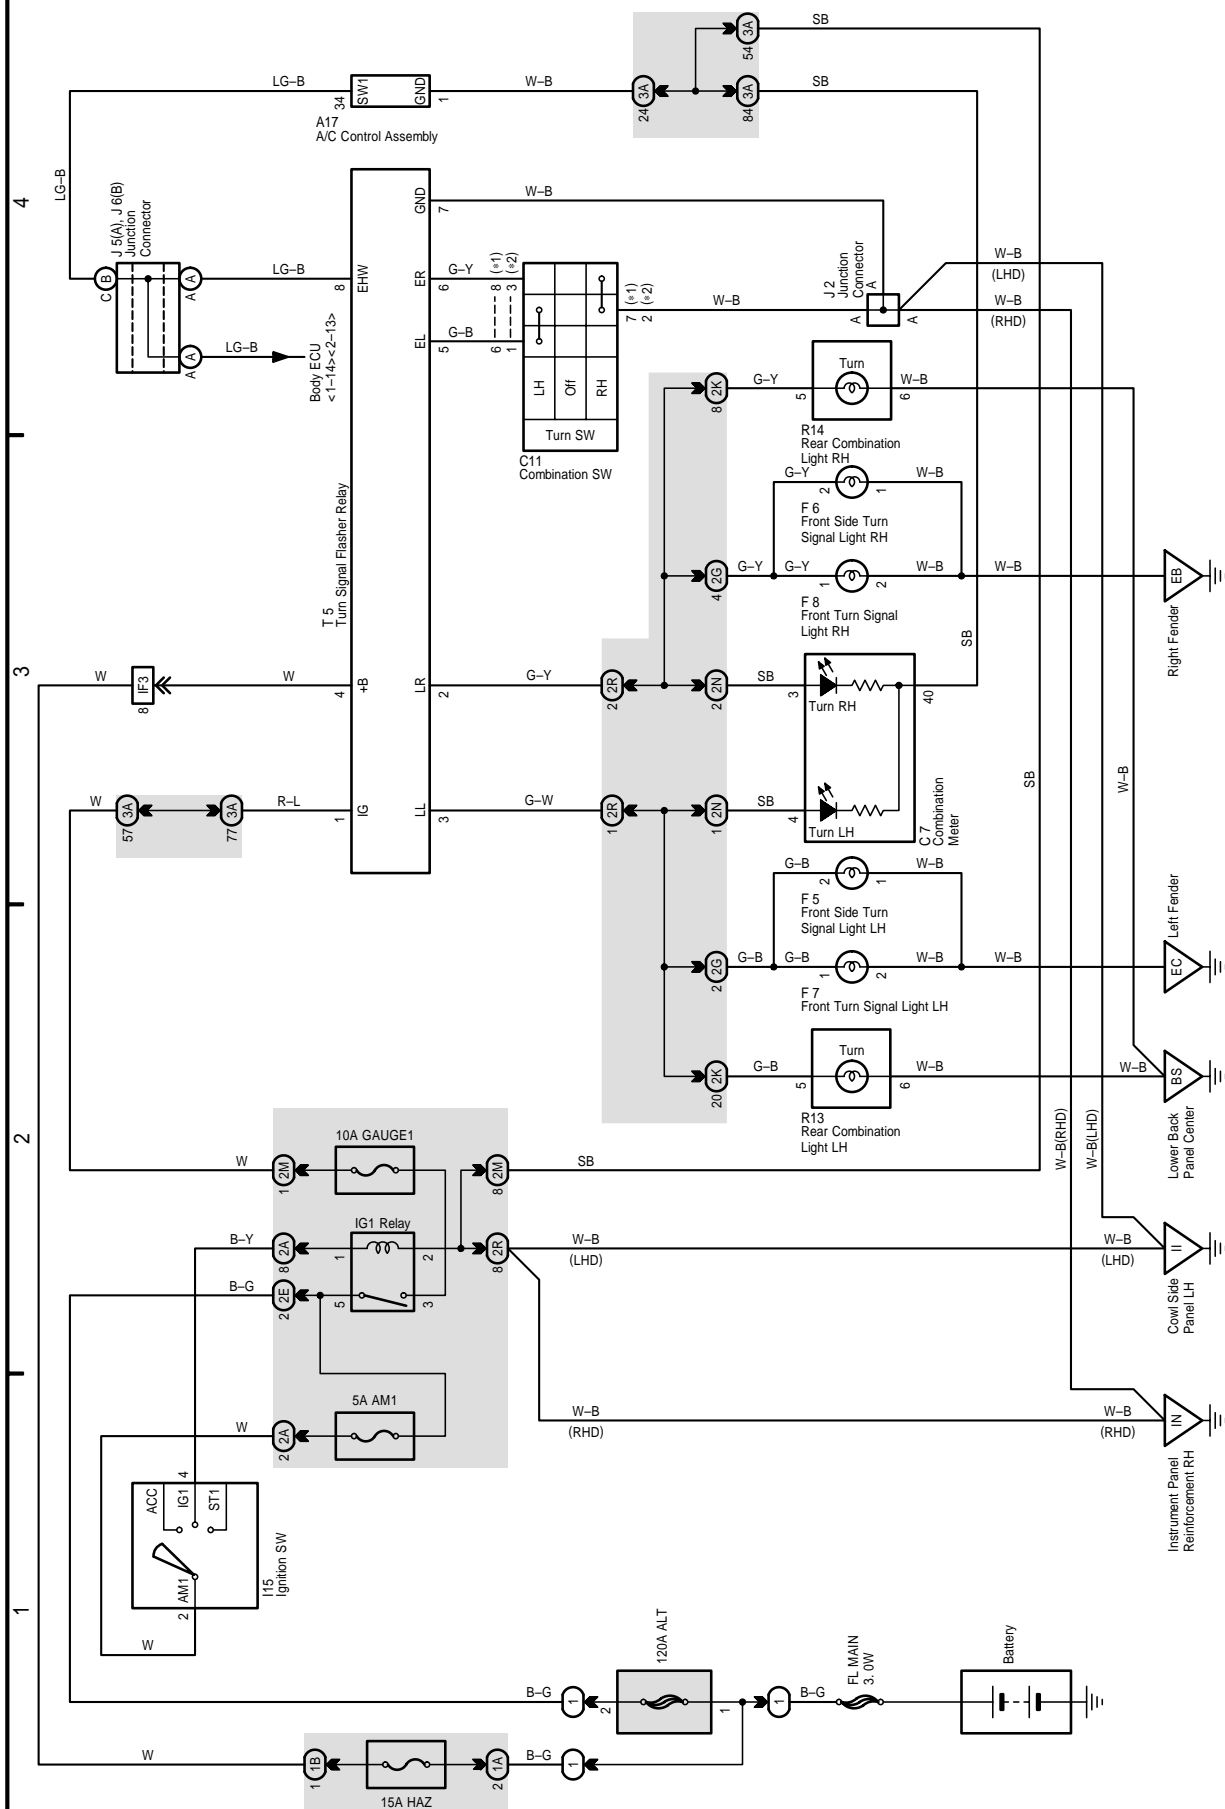 SB
3A
54
LG–B
34
SW1
GND
1
W–B
24
3A
3A
84
SB
A17
A/C Control Assembly
4
LG–B
J 5(A), J 6(B)
Junction
Connector
C
B
A
A
LG–B
8
EHW
A
A
LG–B
Body ECU
<1–14><2–13>
GND
7
W–B
ER
6
G–Y
8
3
(*1)
(*2)
EL
5
G–B
6
1
LH
Off
RH
Turn SW
C11
Combination SW
7
2
(*1)
(*2)
W–B
J 2
Junction
Connector
A
A
A
W–B
(LHD)
W–B
(RHD)
T 5
Turn Signal Flasher Relay
8
2K
G–Y
5
Turn
6
W–B
R14
Rear Combination
Light RH
G–Y
2
1
W–B
F 6
Front Side Turn
Signal Light RH
4
2G
G–Y
G–Y
1
2
W–B
W–B
F 8
Front Turn Signal
Light RH
EB
Right Fender
3
W
IF3
8
W
4
+B
LR
2
G–Y
2
2R
2
2N
SB
3
Turn RH
40
SB
W
57
3A
77
3A
R–L
1
IG
LL
3
G–W
1
2R
1
2N
SB
4
Turn LH
C 7
Combination
Meter
SB
W–B
G–B
2
1
W–B
F 5
Front Side Turn
Signal Light LH
2
2G
G–B
G–B
1
2
W–B
W–B
F 7
Front Turn Signal Light LH
EC
Left Fender
20
2K
G–B
5
Turn
6
W–B
W–B
R13
Rear Combination
Light LH
BS
Lower Back
Panel Center
2
10A GAUGE1
W
1
2M
8
2M
SB
W–B(RHD)
W–B(LHD)
IG1 Relay
B–Y
8
2A
1
2
8
2R
W–B
(LHD)
W–B
(LHD)
II
Cowl Side
Panel LH
B–G
2
2E
5
3
5A AM1
W
2
2A
W–B
(RHD)
W–B
(RHD)
IN
Instrument Panel
Reinforcement RH
ACC
IG1
4
ST1
AM1
2
I15
Ignition SW
W
1
B–G
1
2
120A ALT
1
1
B–G
FL MAIN
3. 0W
Battery
W
1
1B
15A HAZ
2
1A
B–G
1